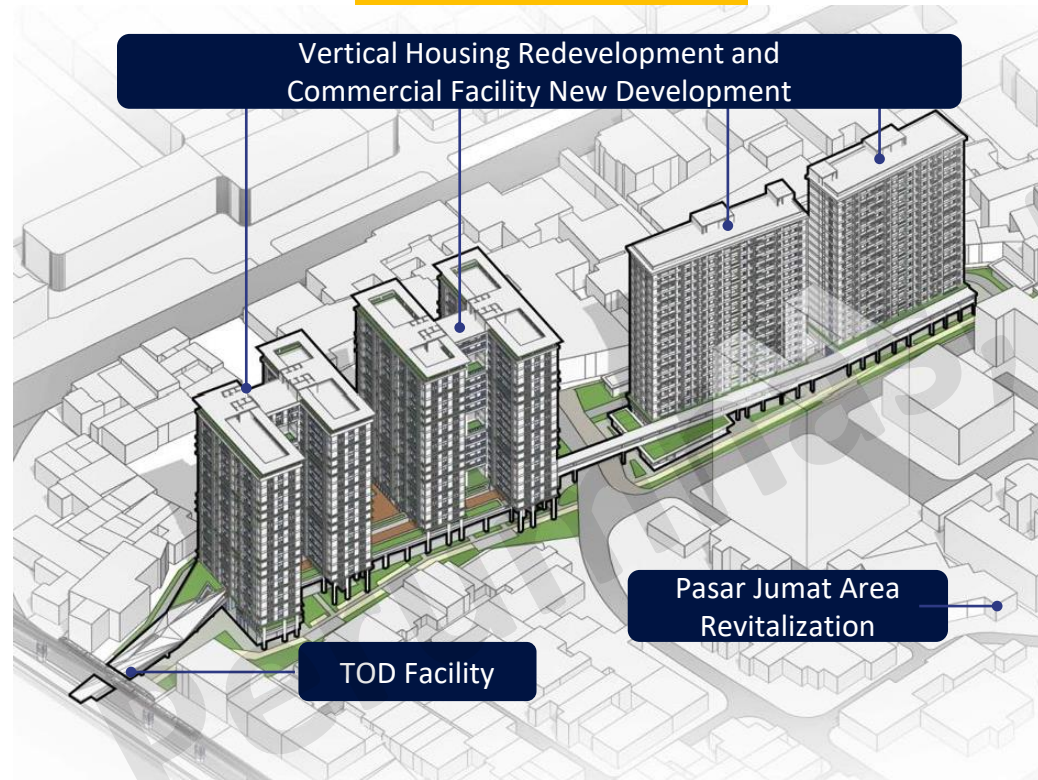 Vertical Housing Redevelopment and
Commercial Facility New Development
Pasar Jumat Area
Revitalization
TOD Facility